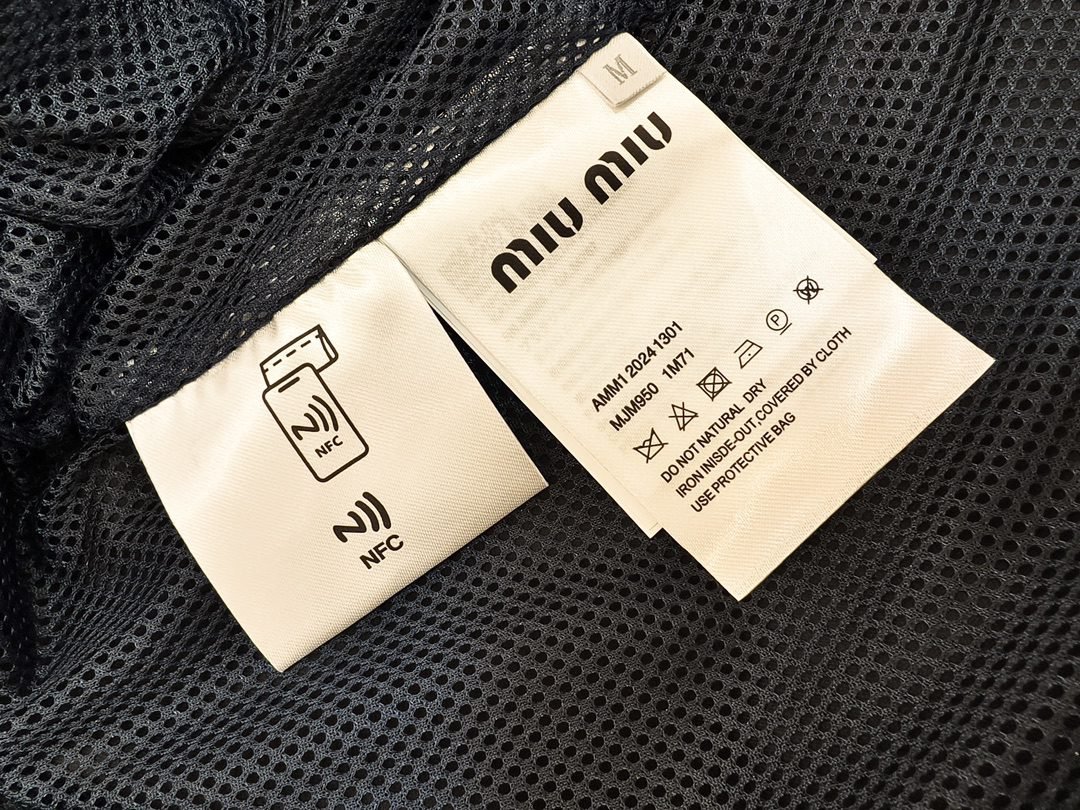 M
MIU MIU
AMM1 2024 1301
MJM950 1M71
P
W
DO NOT NATURAL DRY
IRON INISDE-OUT,COVERED BY CLOTH
USE PROTECTIVE BAG
NFC
NFC